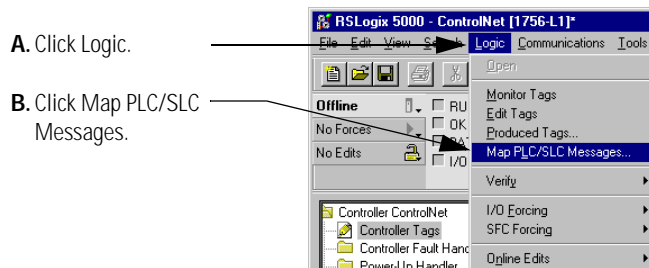 RSLogix 5000 - ControlNet [1756-L1]*
A. Click Logic.
File Edit View Search Logic Communications Tools
Open
B. Click Map PLC/SLC
Messages.
Offline RU
Monitor Tags
OK
Edit Tags
No Forces
Produced Tags...
Map PLC/SLC Messages...
No Edits I/O
Verify
I/O Forcing
SFC Forcing
Online Edits
Controller ControlNet
Controller Tags
Controller Fault Hand
Power-Up Handler